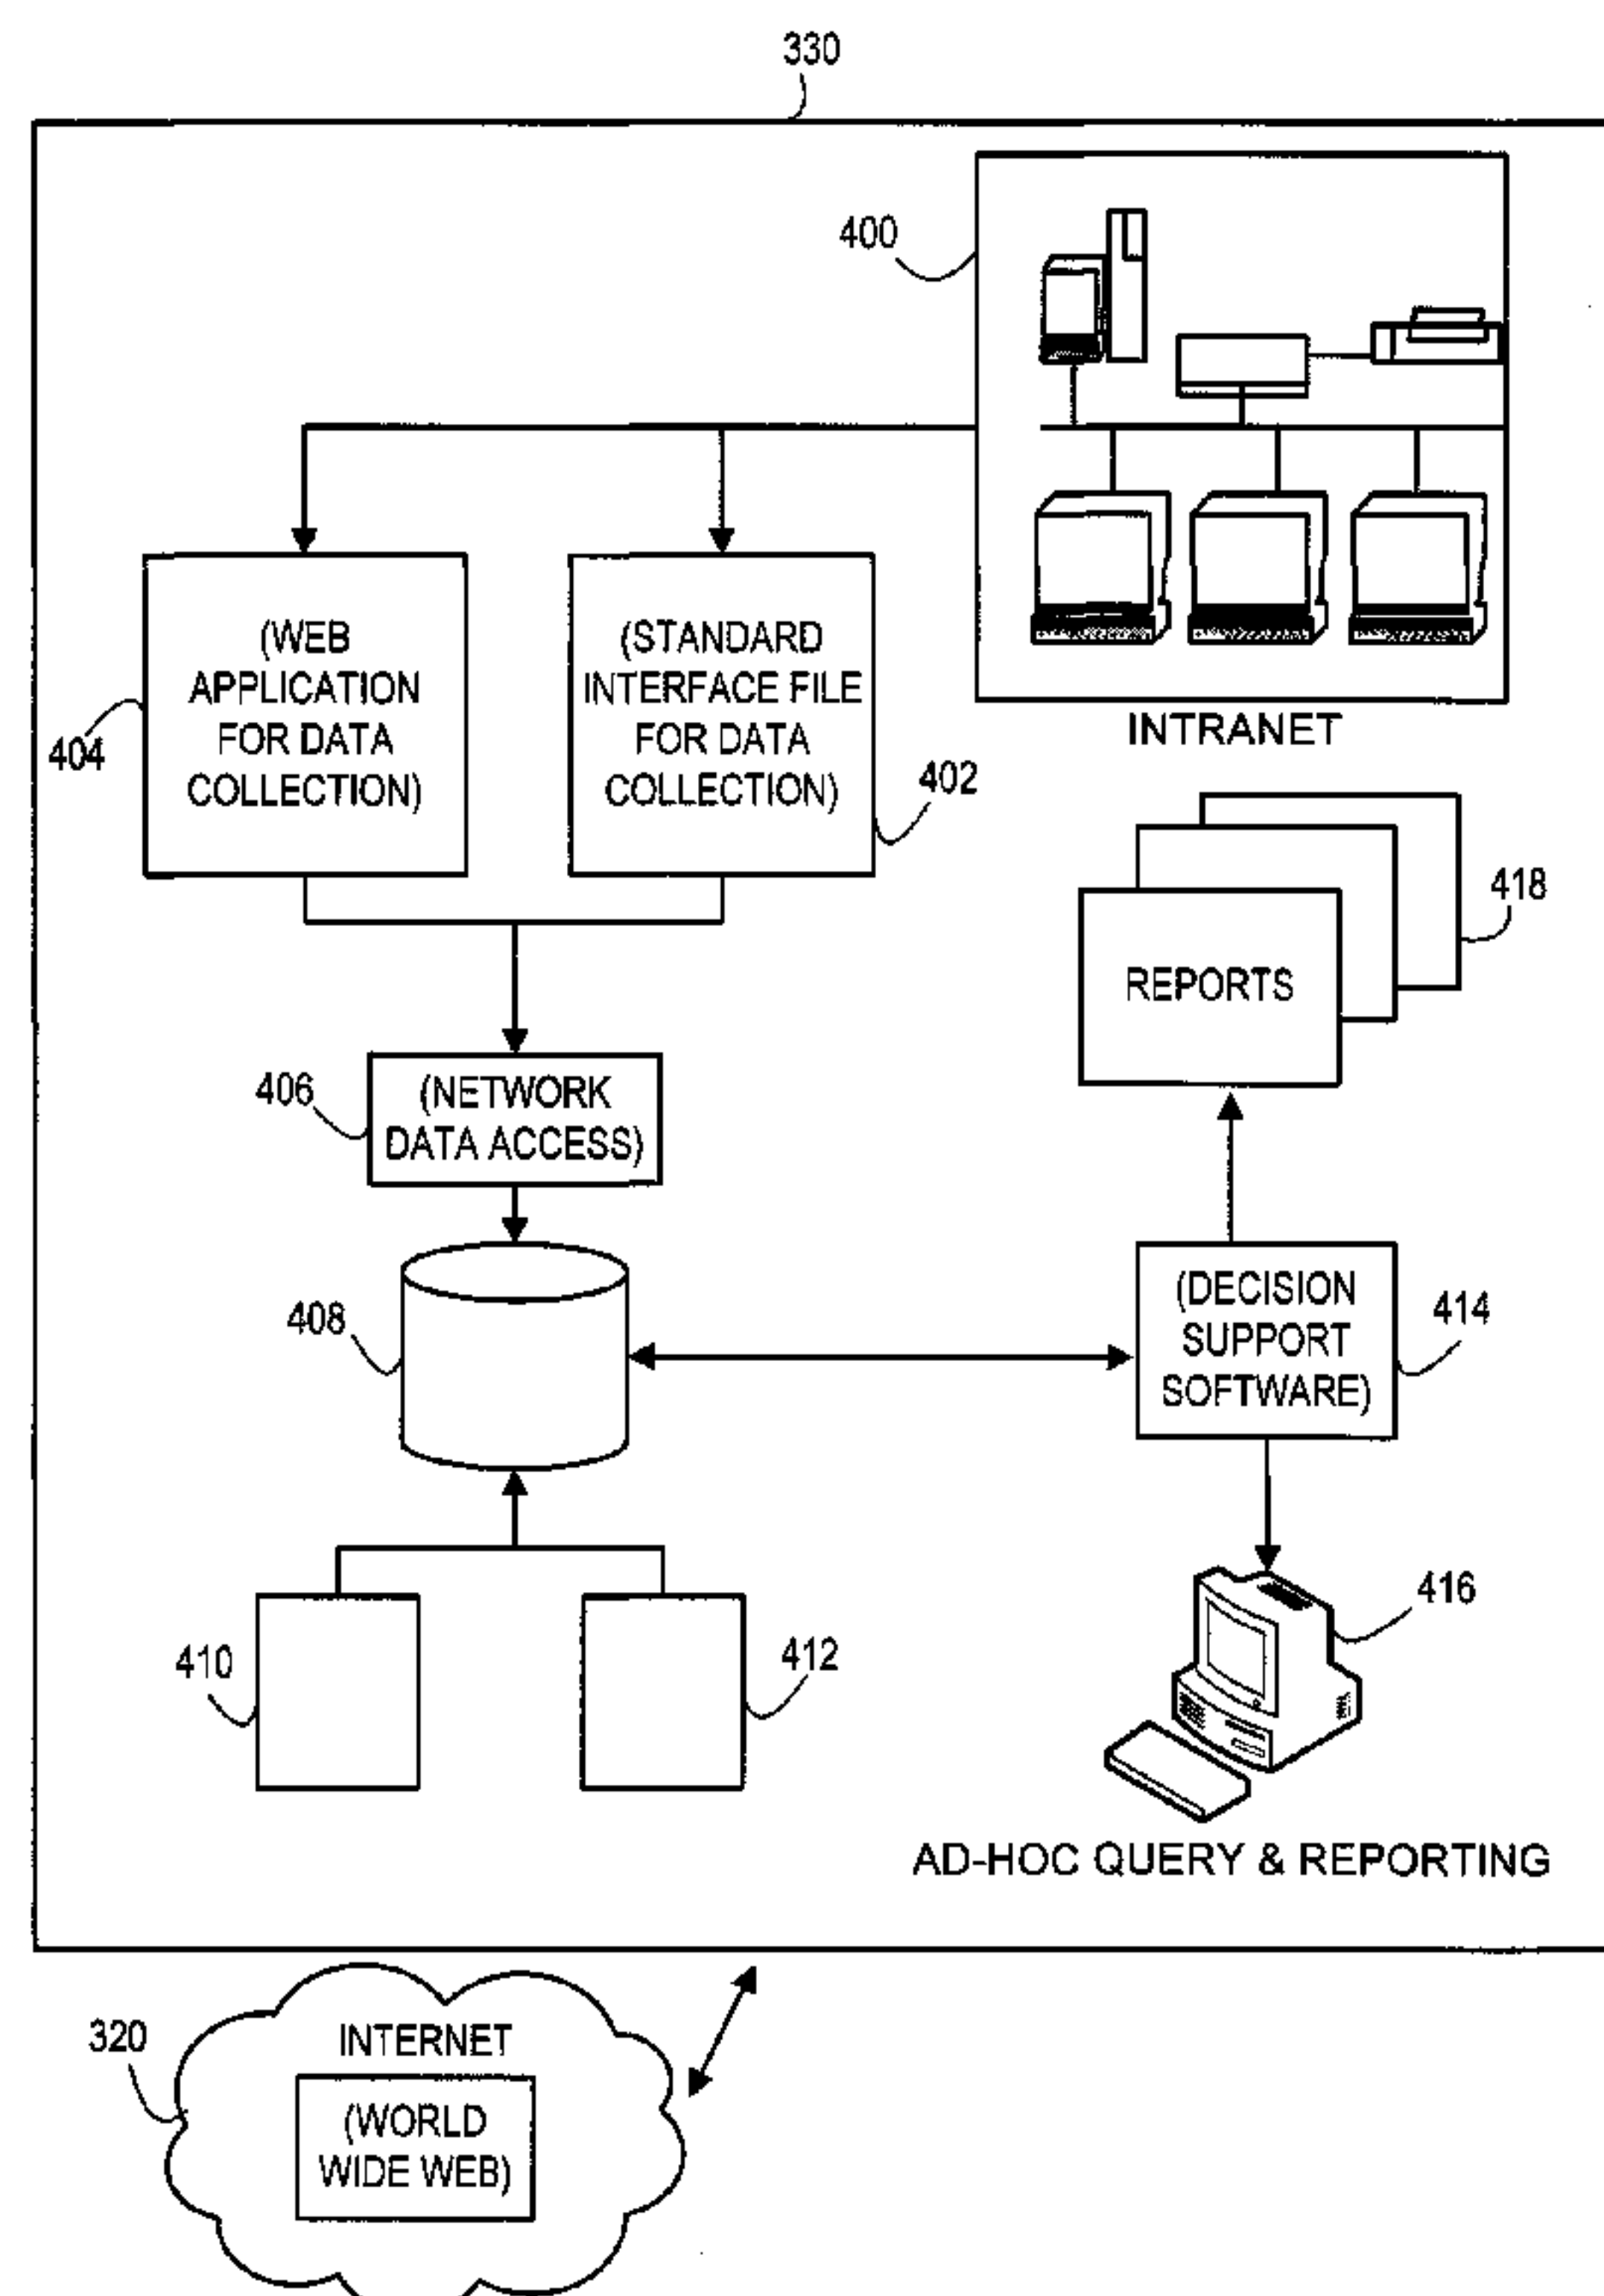 330
400
(WEB
APPLICATION
FOR DATA
COLLECTION)
404
(STANDARD
INTERFACE FILE
FOR DATA
COLLECTION)
402
INTRANET
418
REPORTS
406
(NETWORK
DATA ACCESS)
408
(DECISION
SUPPORT
SOFTWARE)
414
416
410
412
AD-HOC QUERY & REPORTING
320
INTERNET
(WORLD
WIDE WEB)